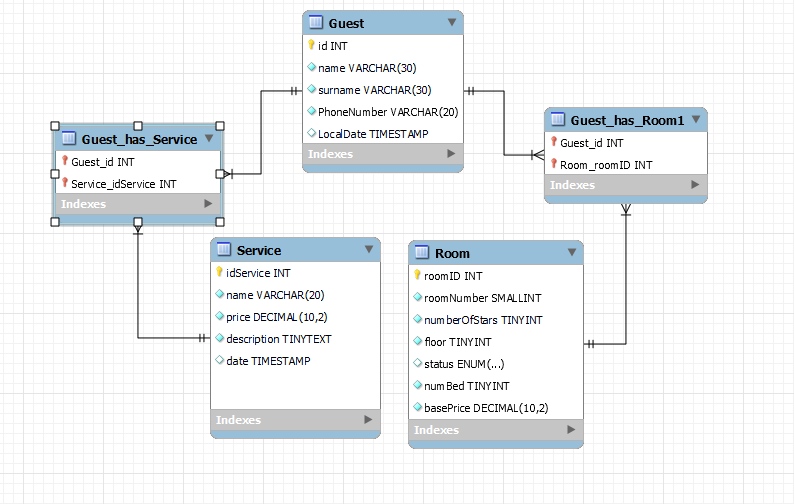 Guest
id INT
name VARCHAR(30)
surname VARCHAR(30)
PhoneNumber VARCHAR(20)
LocalDate TIMESTAMP
Indexes
Guest_has_Service
Guest_id INT
Service_idService INT
Indexes
Guest_has_Room1
Guest_id INT
Room_roomID INT
Indexes
Service
idService INT
name VARCHAR(20)
price DECIMAL(10,2)
description TINYTEXT
date TIMESTAMP
Indexes
Room
roomID INT
roomNumber SMALLINT
numberOfStars TINYINT
floor TINYINT
status ENUM(...)
numBed TINYINT
basePrice DECIMAL(10,2)
Indexes